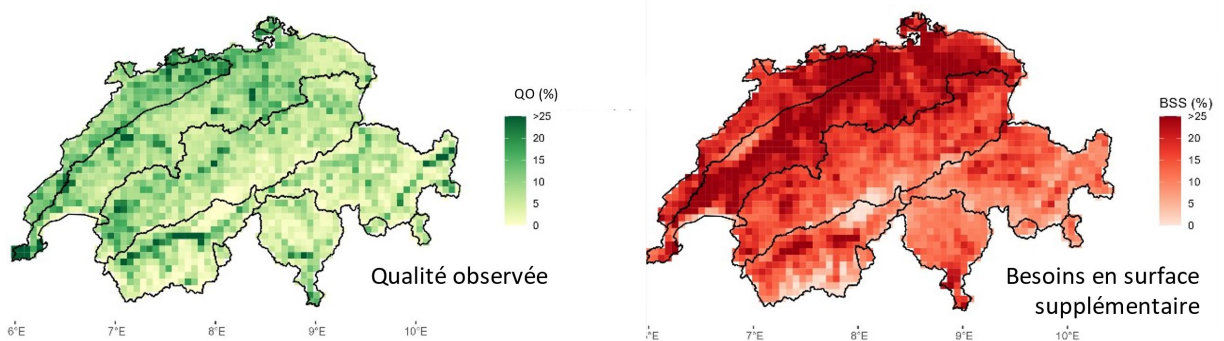 QO (%)
>25
20
15
10
5
0
Qualité observée
6°E
7°E
8°E
9°E
10°E
BSS (%)
>25
20
15
10
5
0
Besoins en surface
supplémentaire
°E
7°E
8°E
9°E
10°E